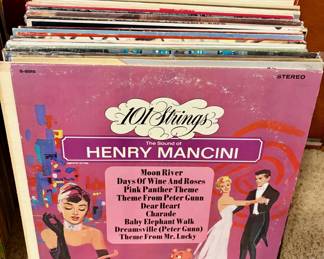 STEREO
101 Strings
The Sound of
HENRY MANCINI
Moon River
Days Of Wine And Roses
Pink Panther Theme
Theme From Peter Gunn
Dear Heart
Charade
Baby Elephant Walk
Dreamsville (Peter Gunn)
Theme From Mr. Lucky